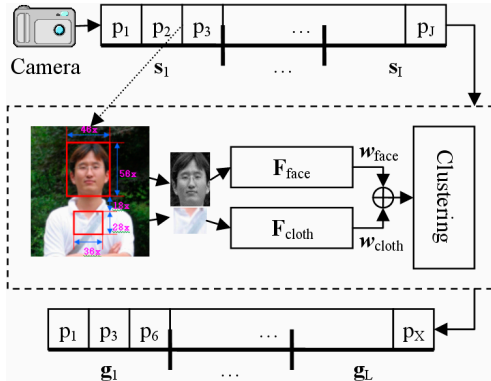 p1 p2 p3 ... pJ
Camera
s1 ... sI
46x
56x
18x
28x
36x
Fface
wface
Fcloth
wcloth
Clustering
p1 p3 p6 ... pX
g1 ... gL